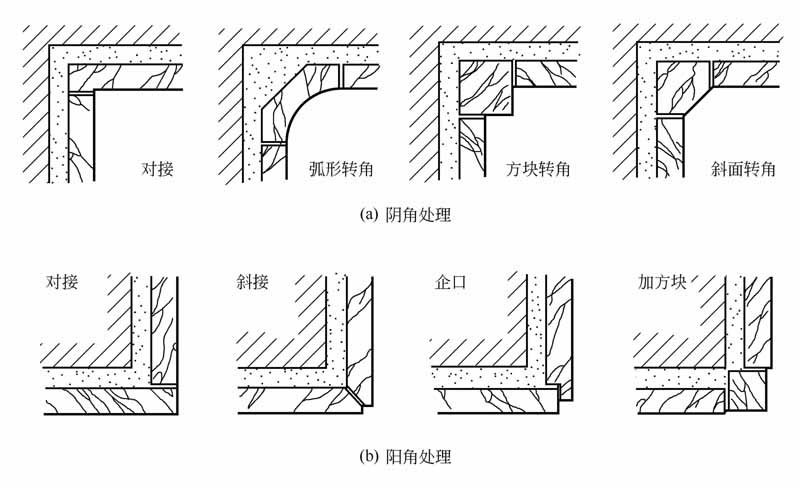 对接
弧形转角
方块转角
斜面转角
(a) 阴角处理
对接
斜接
企口
加方块
(b) 阳角处理